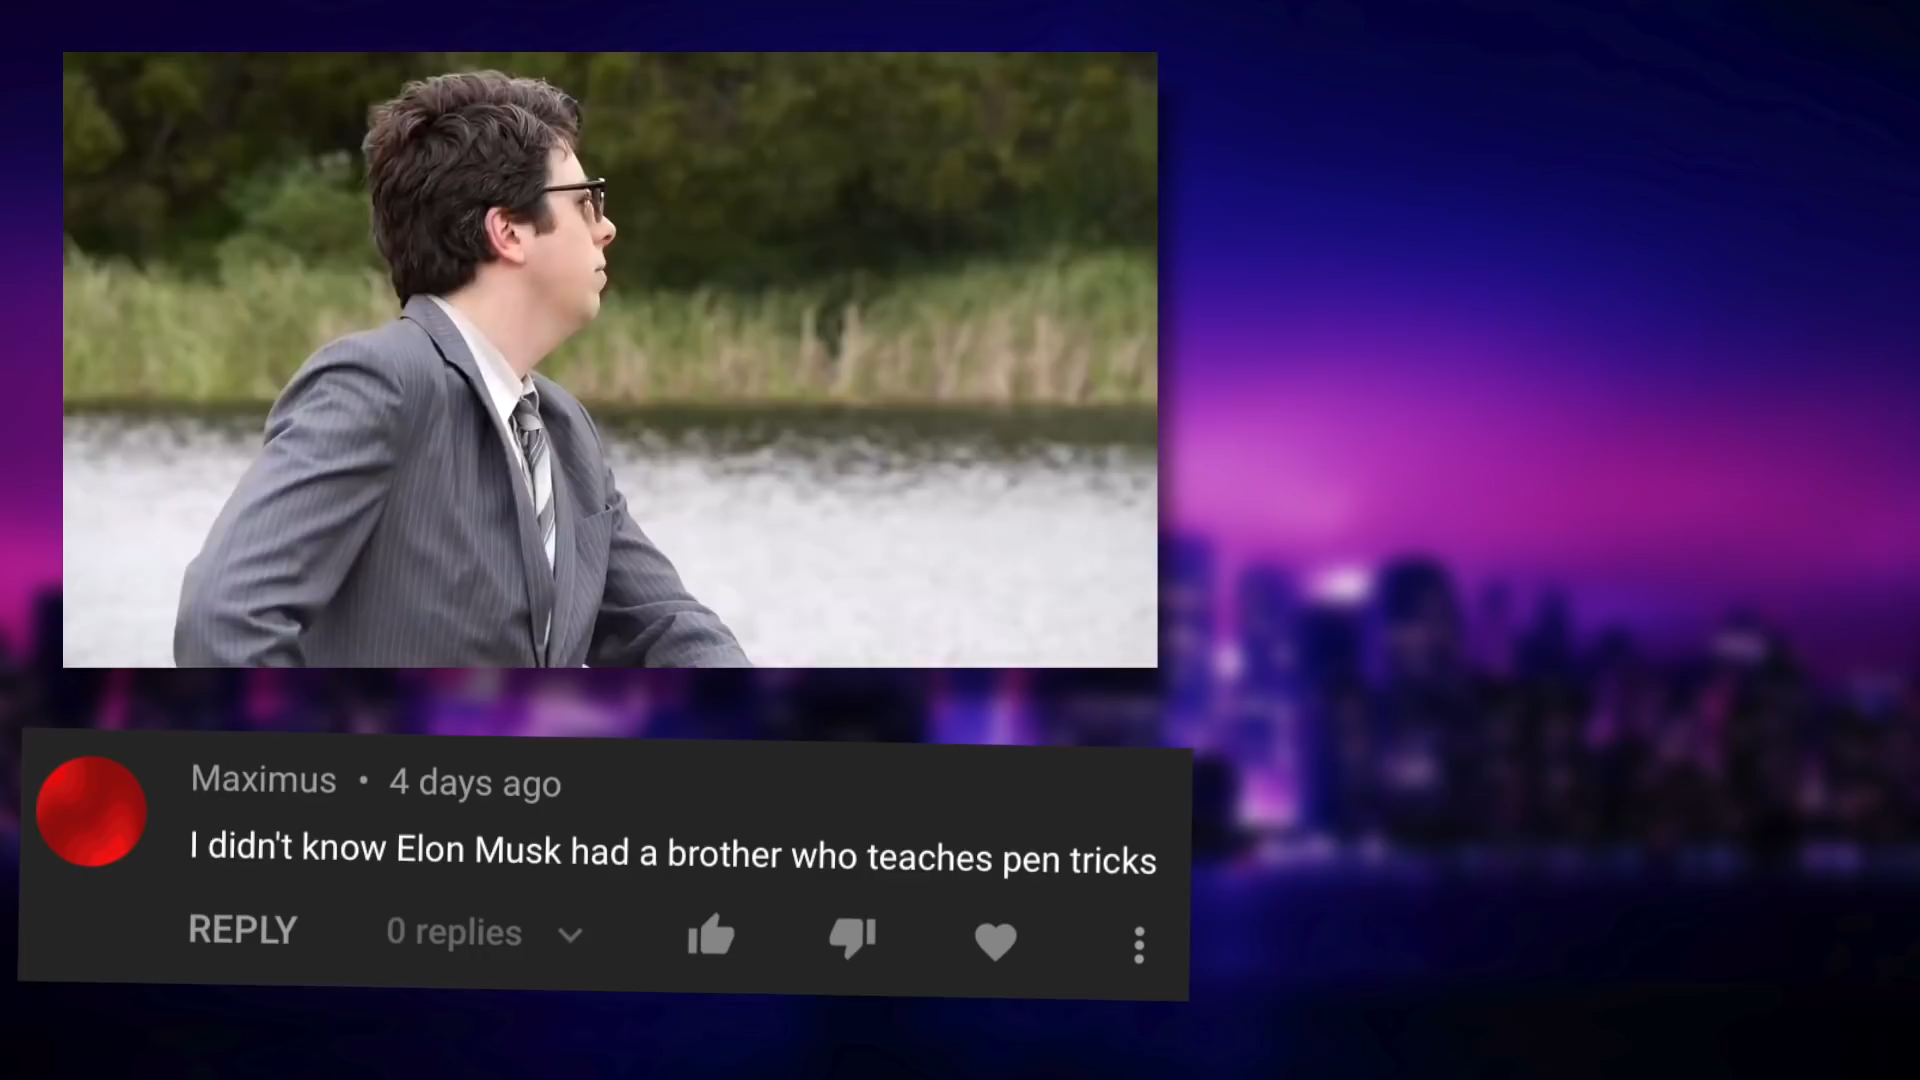 Maximus • 4 days ago
I didn't know Elon Musk had a brother who teaches pen tricks
REPLY 0 replies